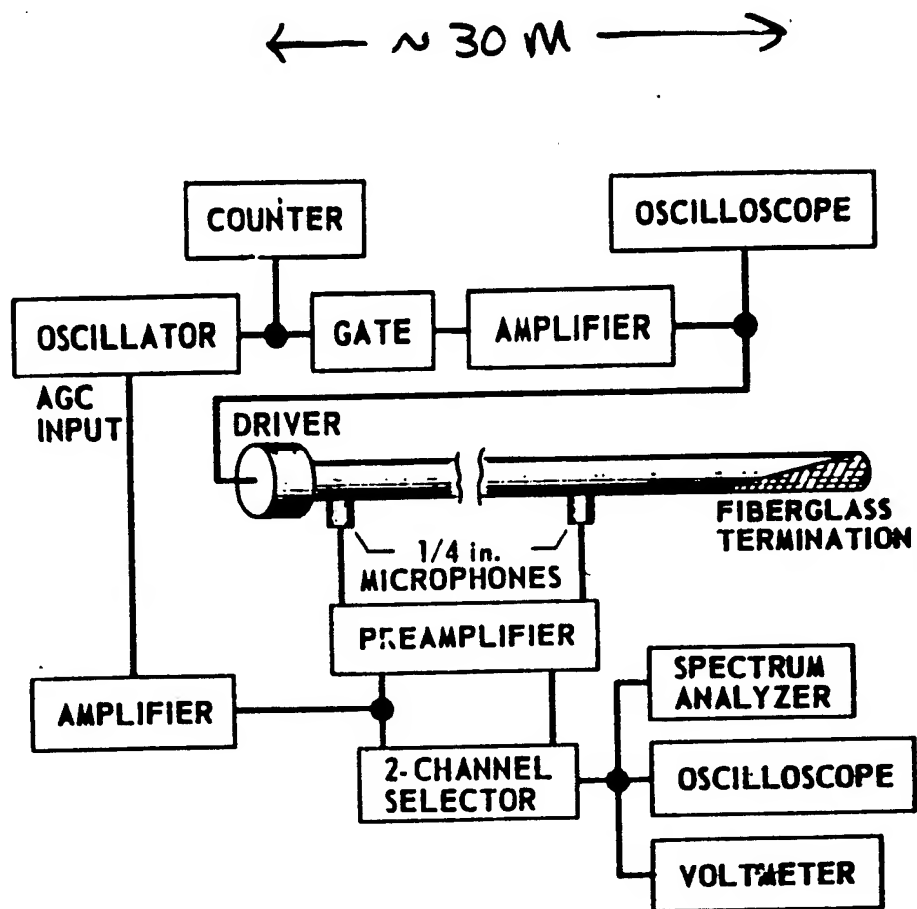 ~ 30 M
COUNTER
OSCILLOSCOPE
OSCILLATOR
GATE
AMPLIFIER
AGC
INPUT
DRIVER
FIBERGLASS
TERMINATION
1/4 in.
MICROPHONES
PREAMPLIFIER
AMPLIFIER
SPECTRUM
ANALYZER
2-CHANNEL
SELECTOR
OSCILLOSCOPE
VOLTMETER